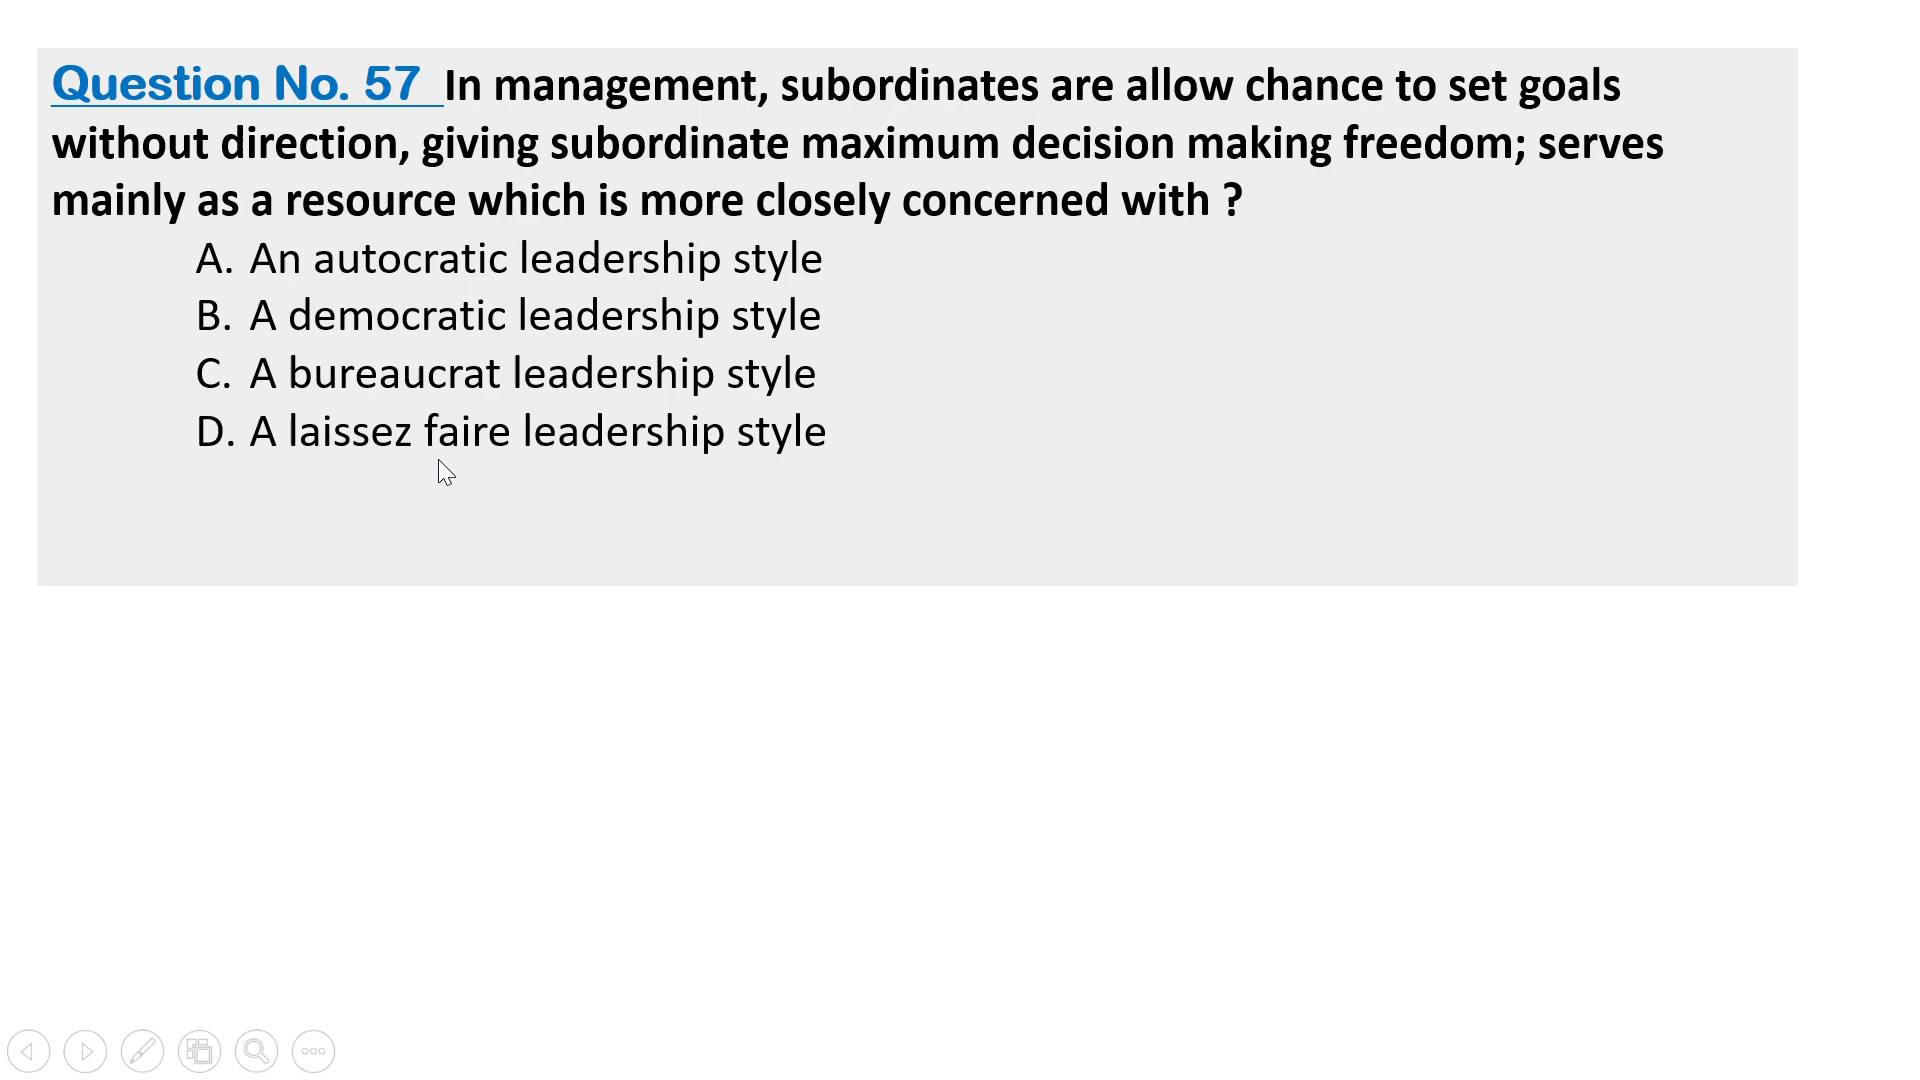 Question No. 57 In management, subordinates are allow chance to set goals
without direction, giving subordinate maximum decision making freedom; serves
mainly as a resource which is more closely concerned with ?
A. An autocratic leadership style
B. A democratic leadership style
C. A bureaucrat leadership style
D. A laissez faire leadership style